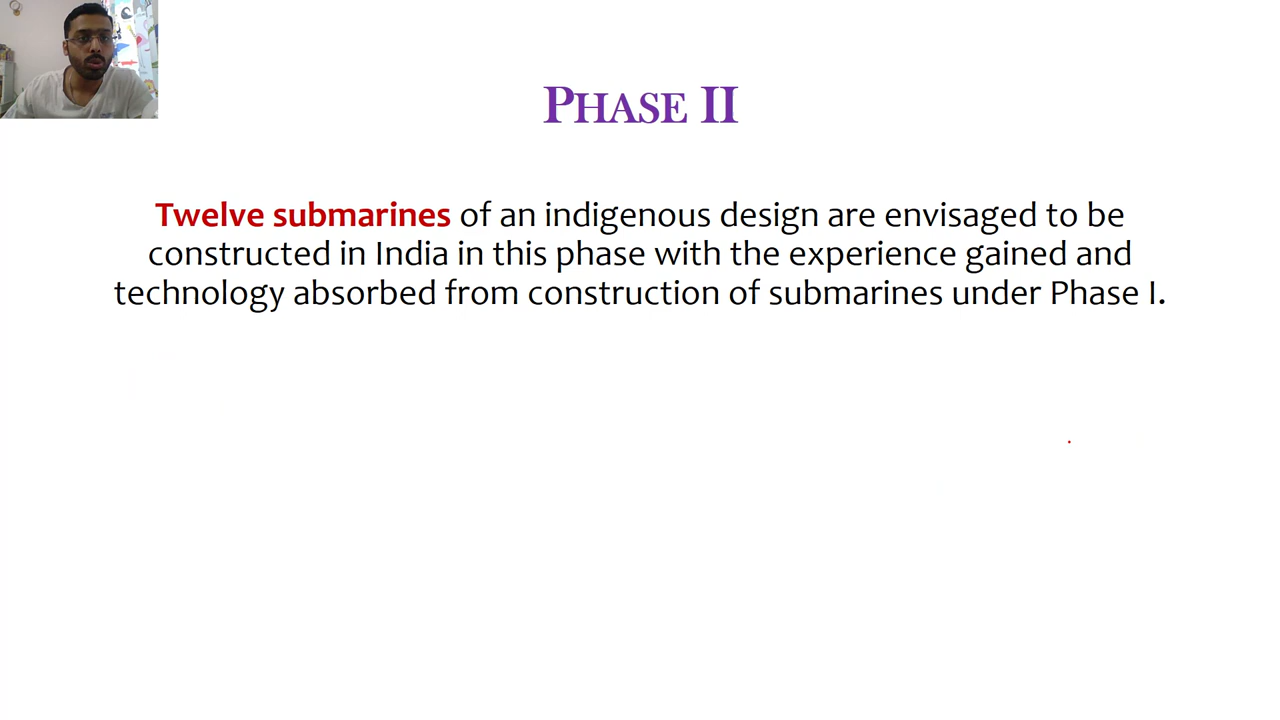 PHASE II
Twelve submarines of an indigenous design are envisaged to be
constructed in India in this phase with the experience gained and
technology absorbed from construction of submarines under Phase I.